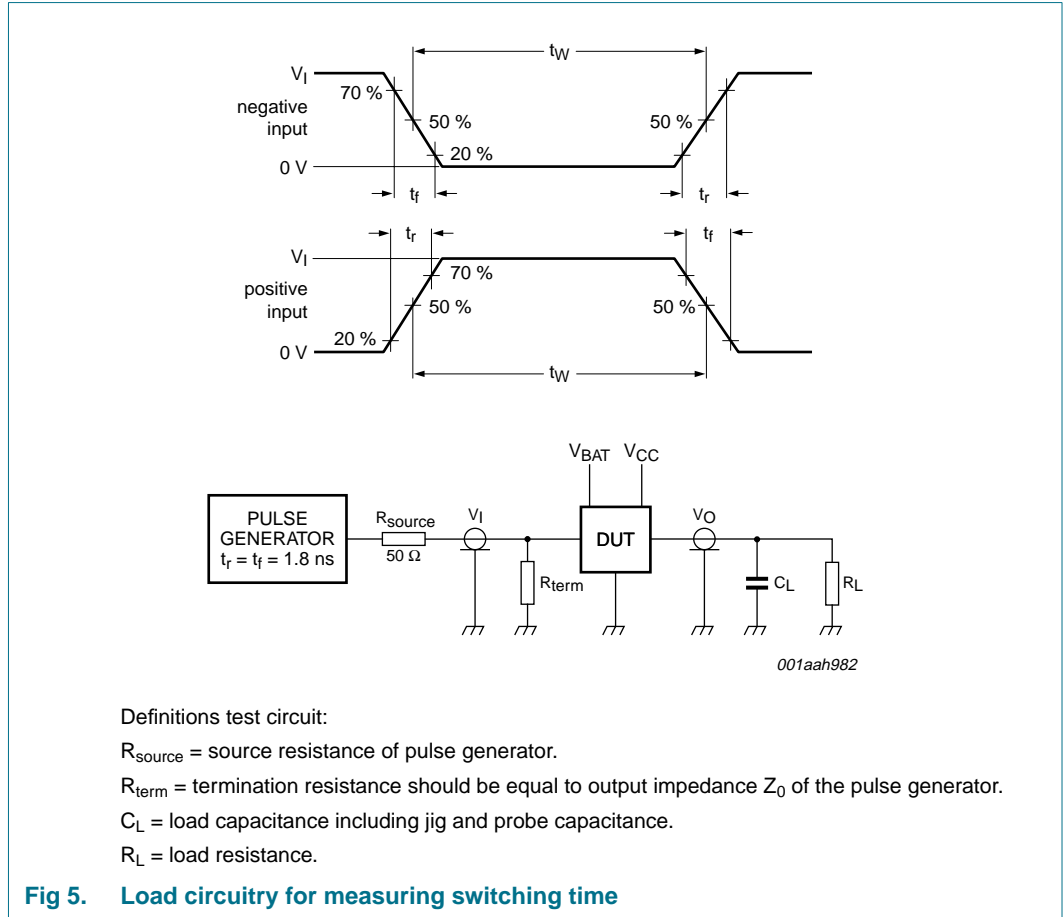 tW
VI
70 %
negative
input
50 %
50 %
20 %
0 V
tf
tr
tr
tf
VI
70 %
positive
input
50 %
50 %
20 %
0 V
tW
VBAT
VCC
PULSE
GENERATOR
tr = tf = 1.8 ns
Rsource
50 Ω
VI
Rterm
DUT
VO
CL
RL
001aah982
Definitions test circuit:
Rsource = source resistance of pulse generator.
Rterm = termination resistance should be equal to output impedance Z0 of the pulse generator.
CL = load capacitance including jig and probe capacitance.
RL = load resistance.
Fig 5. Load circuitry for measuring switching time